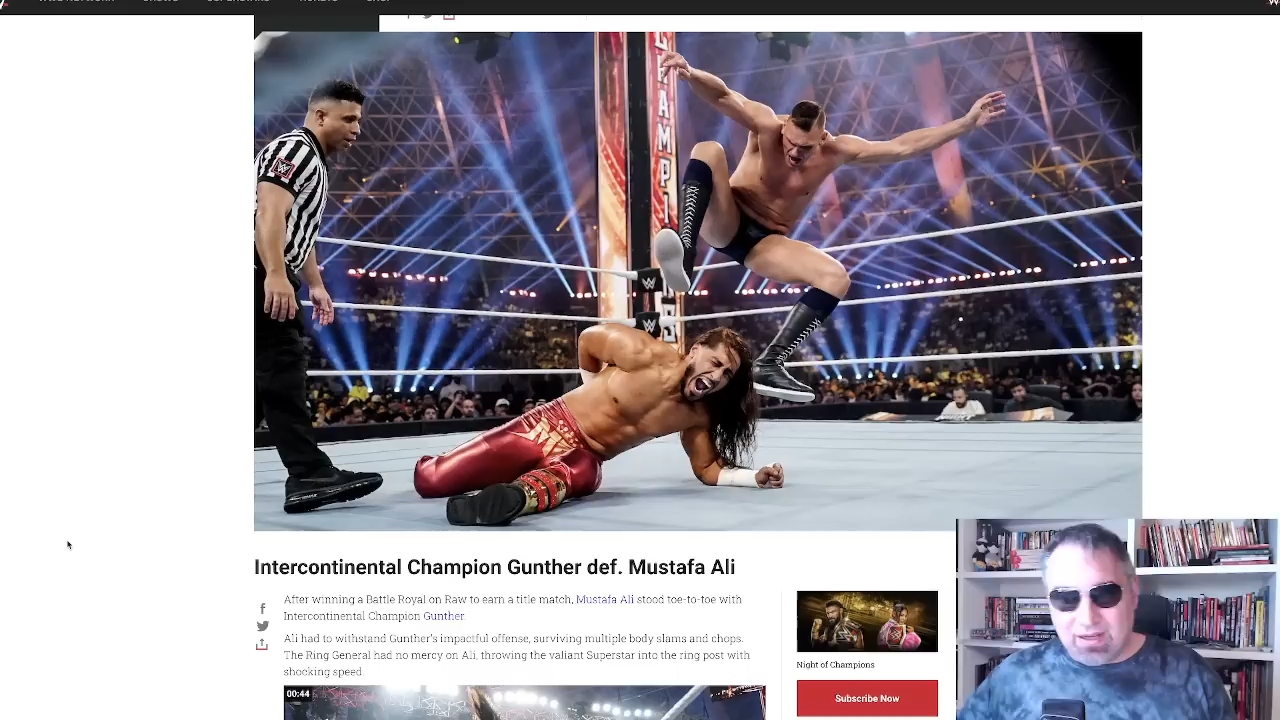 CHAMPIONS
W
W
W
Intercontinental Champion Gunther def. Mustafa Ali
After winning a Battle Royal on Raw to earn a title match, Mustafa Ali stood toe-to-toe with
Intercontinental Champion Gunther.
Ali had to withstand Gunther's impactful offense, surviving multiple body slams and chops.
The Ring General had no mercy on Ali, throwing the valiant Superstar into the ring post with
shocking speed.
00:44
Night of Champions
Subscribe Now